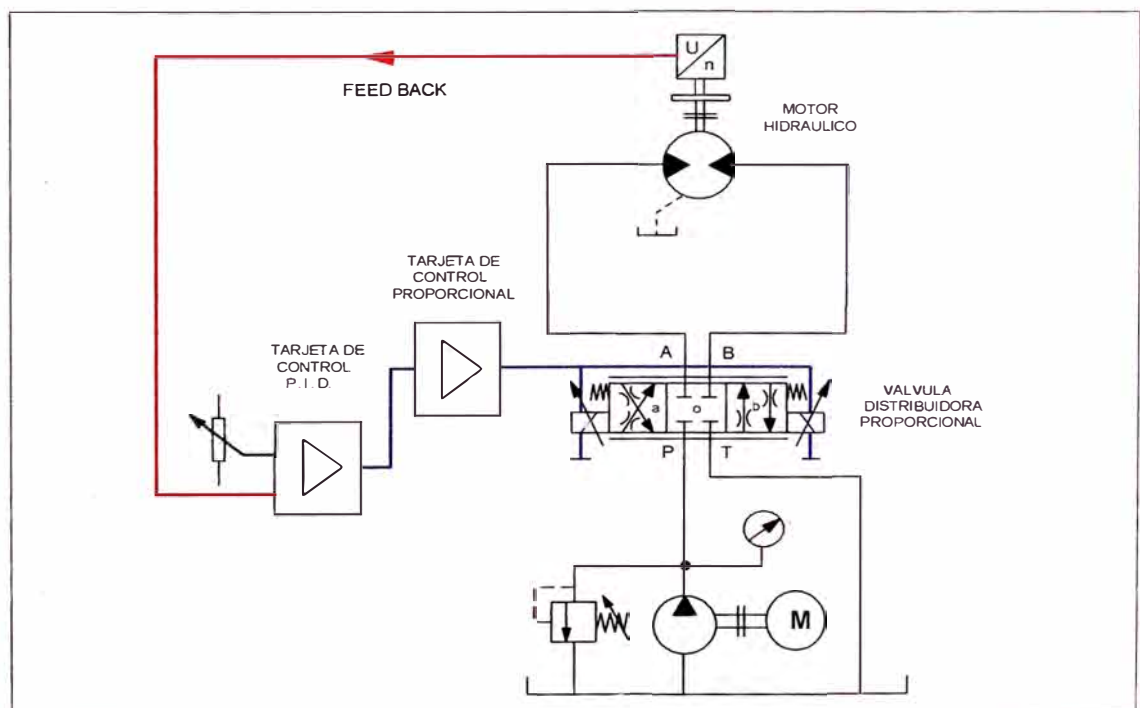 U
n
FEED BACK
MOTOR
HIDRAULICO
TARJETA DE
CONTROL
PROPORCIONAL
TARJETA DE
CONTROL
P.I.D.
A B
a o b
VALVULA
DISTRIBUIDORA
PROPORCIONAL
P T
M